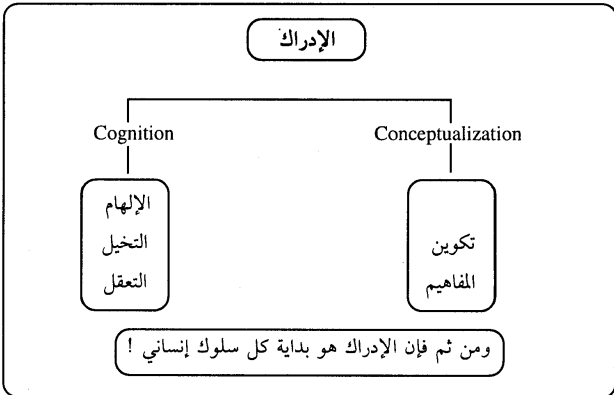 الإدراك
Conceptualization
Cognition
تكوين
المفاهيم
الإلهام
التخيل
التعقل
ومن ثم فإن الإدراك هو بداية كل سلوك إنساني !